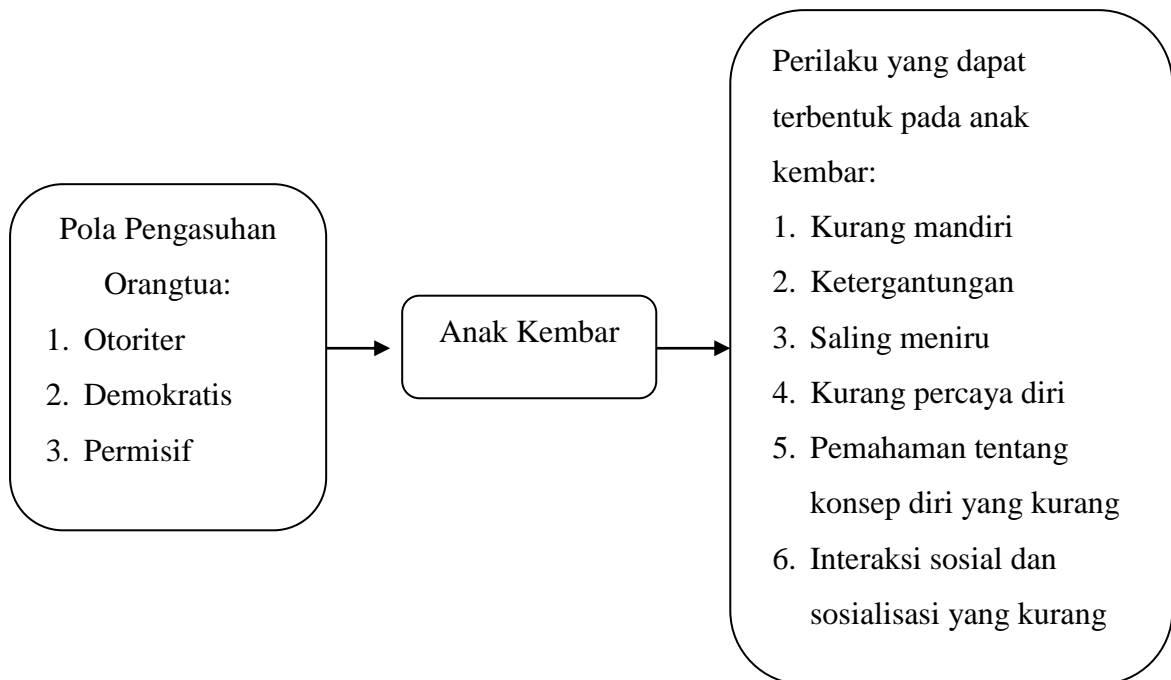 Pola Pengasuhan
Orangtua:
1. Otoriter
2. Demokratis
3. Permisif
Anak Kembar
Perilaku yang dapat
terbentuk pada anak
kembar:
1. Kurang mandiri
2. Ketergantungan
3. Saling meniru
4. Kurang percaya diri
5. Pemahaman tentang
konsep diri yang kurang
6. Interaksi sosial dan
sosialisasi yang kurang